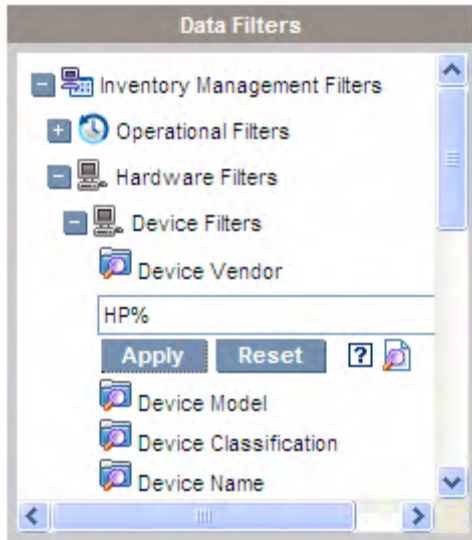 Data Filters
Inventory Management Filters
Operational Filters
Hardware Filters
Device Filters
Device Vendor
HP%
Apply Reset ?
Device Model
Device Classification
Device Name